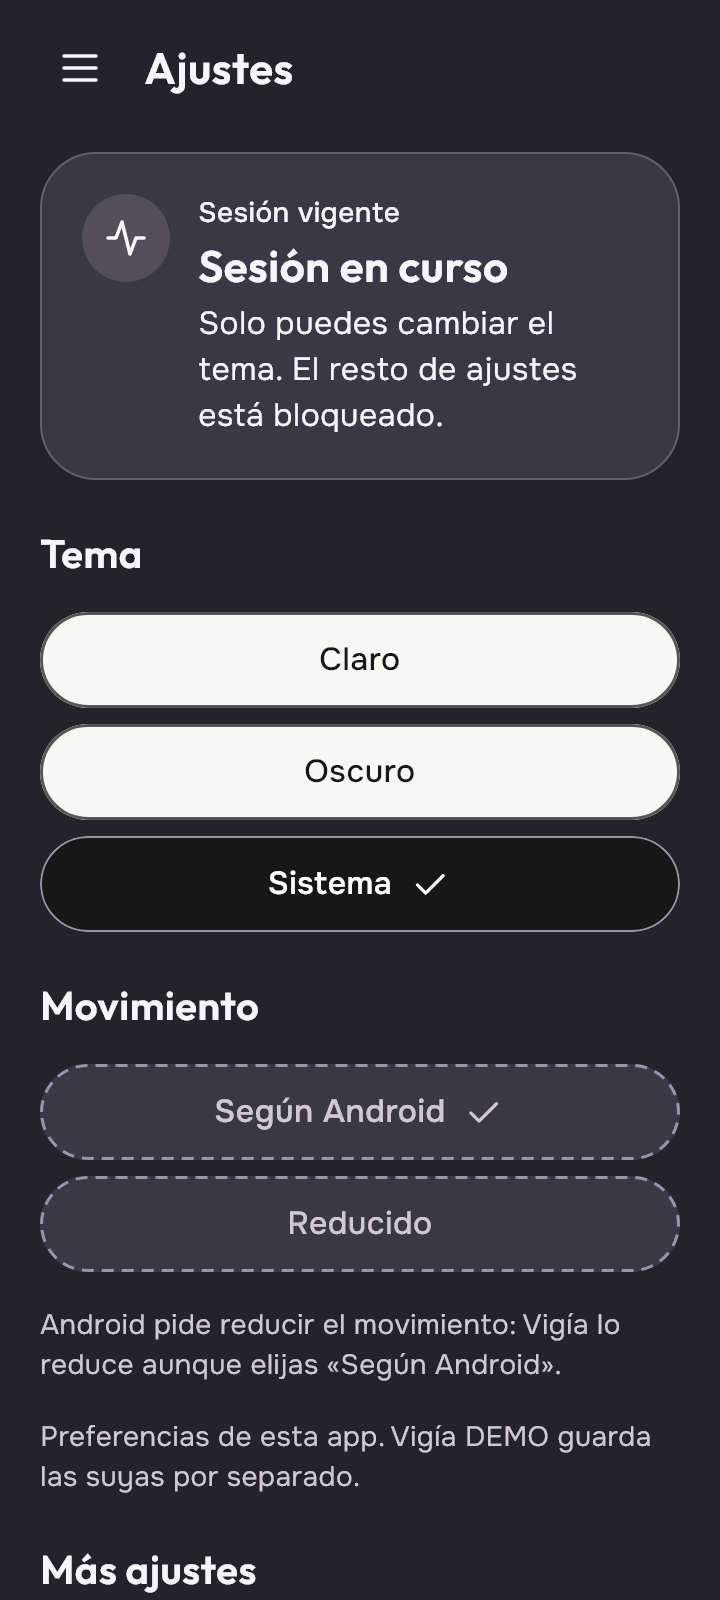 Ajustes
Sesión vigente
Sesión en curso
Solo puedes cambiar el
tema. El resto de ajustes
está bloqueado.
Tema
Claro
Oscuro
Sistema
Movimiento
Según Android
Reducido
Android pide reducir el movimiento: Vigía lo
reduce aunque elijas «Según Android».
Preferencias de esta app. Vigía DEMO guarda
las suyas por separado.
Más ajustes